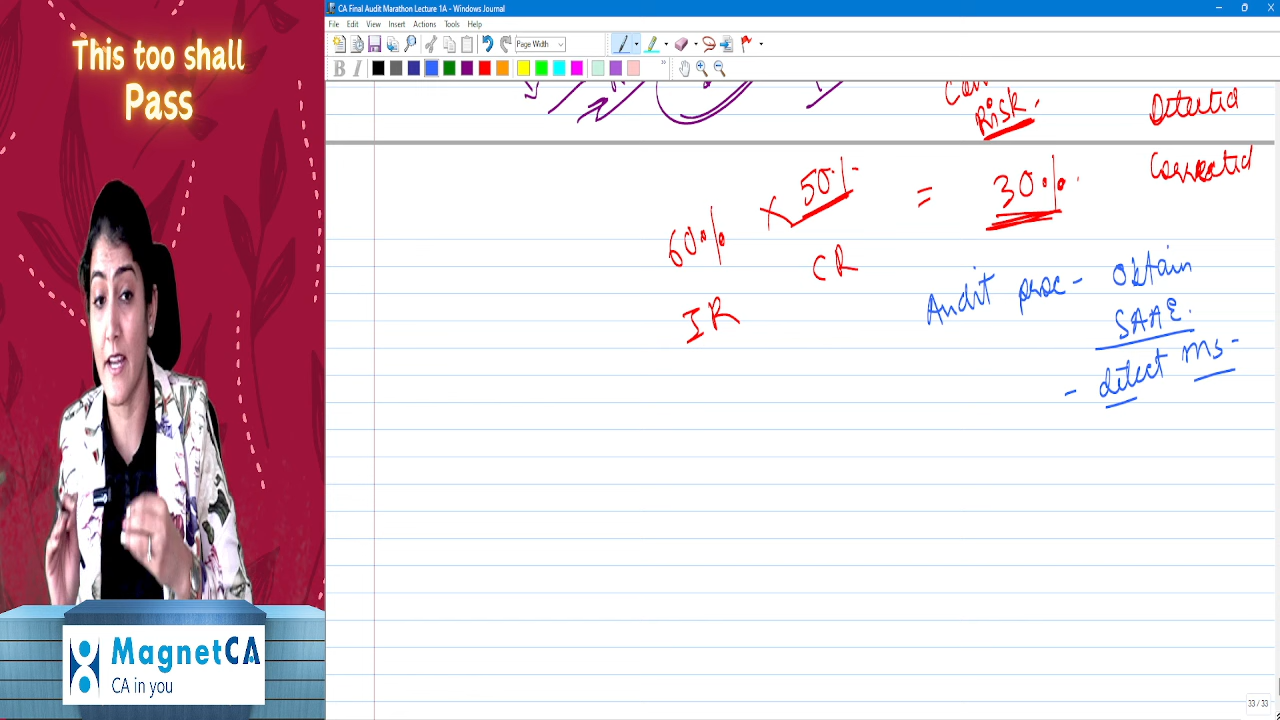 This too shall
Pass
MagnetCA
CA in you
CA Final Audit Marathon Lecture 1A - Windows Journal
File Edit View Insert Actions Tools Help
Page Width
B I
Risk.
Detected
Corrected
60% × 50% = 30%.
IR
CR
Audit proc - Obtain
SAAE.
- detect MS -
33 / 33